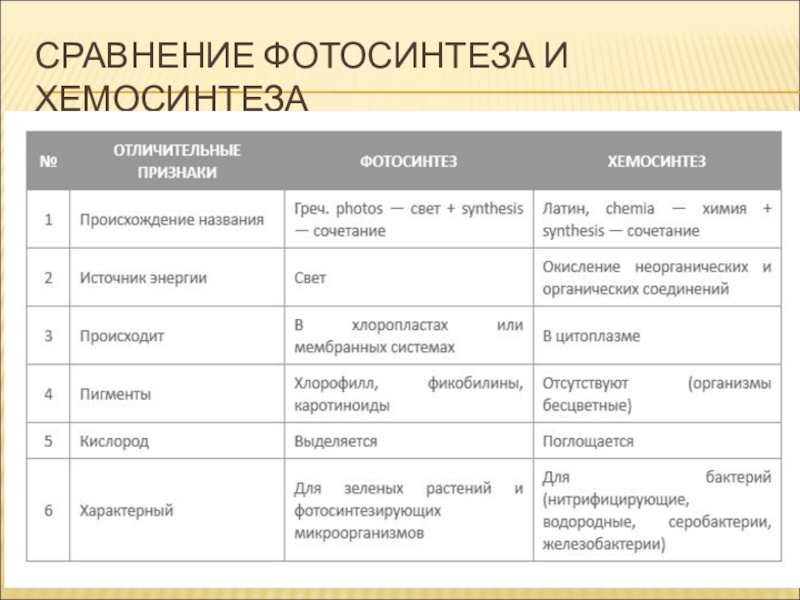 СРАВНЕНИЕ ФОТОСИНТЕЗА И
ХЕМОСИНТЕЗА
№
ОТЛИЧИТЕЛЬНЫЕ
ПРИЗНАКИ
ФОТОСИНТЕЗ
ХЕМОСИНТЕЗ
1
Происхождение названия
Греч. photos — свет + synthesis
— сочетание
Латин, chemia — химия +
synthesis — сочетание
2
Источник энергии
Свет
Окисление неорганических и
органических соединений
3
Происходит
В хлоропластах или
мембранных системах
В цитоплазме
4
Пигменты
Хлорофилл, фикобилины,
каротиноиды
Отсутствуют (организмы
бесцветные)
5
Кислород
Выделяется
Поглощается
6
Характерный
Для зеленых растений и
фотосинтезирующих
микроорганизмов
Для бактерий
(нитрифицирующие,
водородные, серобактерии,
железобактерии)